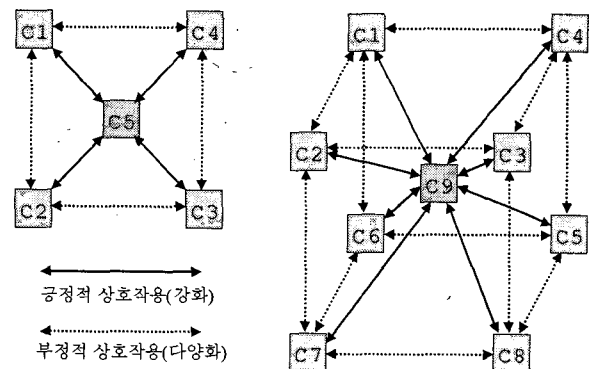 C1 C4
C5
C2 C3
긍정적 상호작용(강화)
부정적 상호작용(다양화)
C1 C4
C2 C3
C9
C6 C5
C7 C8